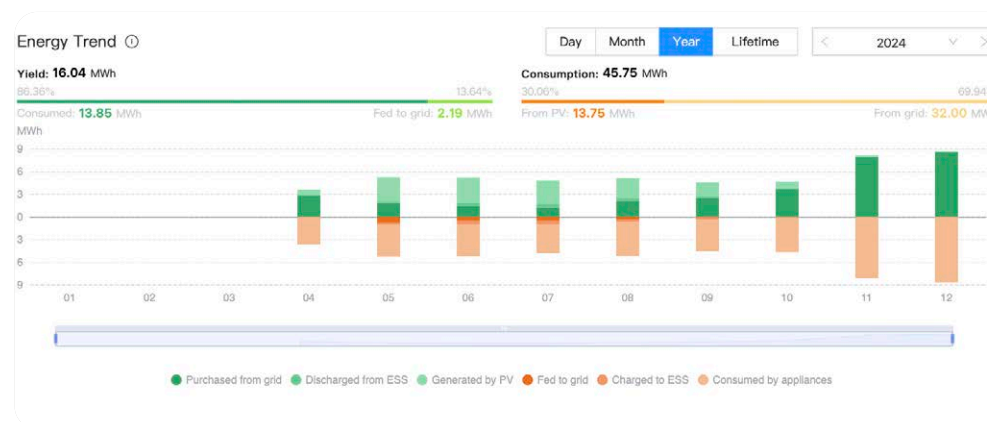 Energy Trend
Day Month Year Lifetime
2024
Yield: 16.04 MWh
Consumption: 45.75 MWh
86.36% 13.64%
30.06% 69.94
Consumed: 13.85 MWh Fed to grid: 2.19 MWh
From PV: 13.75 MWh From grid: 32.00 MW
MWh
9
6
3
0
3
6
9
01 02 03 04 05 06 07 08 09 10 11 12
Purchased from grid Discharged from ESS Generated by PV Fed to grid Charged to ESS Consumed by appliances